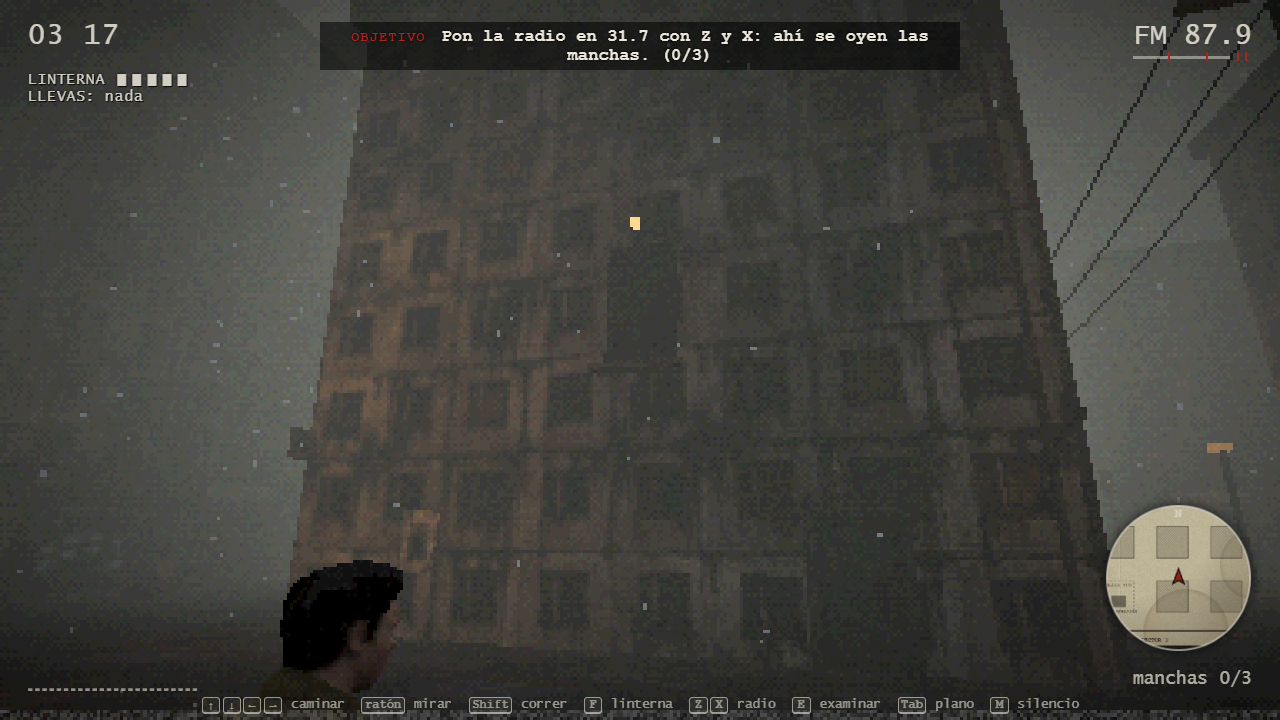 03 17
OBJETIVO Pon la radio en 31.7 con Z y X: ahí se oyen las
manchas. (0/3)
FM 87.9
LINTERNA
LLEVAS: nada
manchas 0/3
↑ ↓ ← → caminar ratón mirar Shift correr F linterna Z X radio E examinar Tab plano M silencio